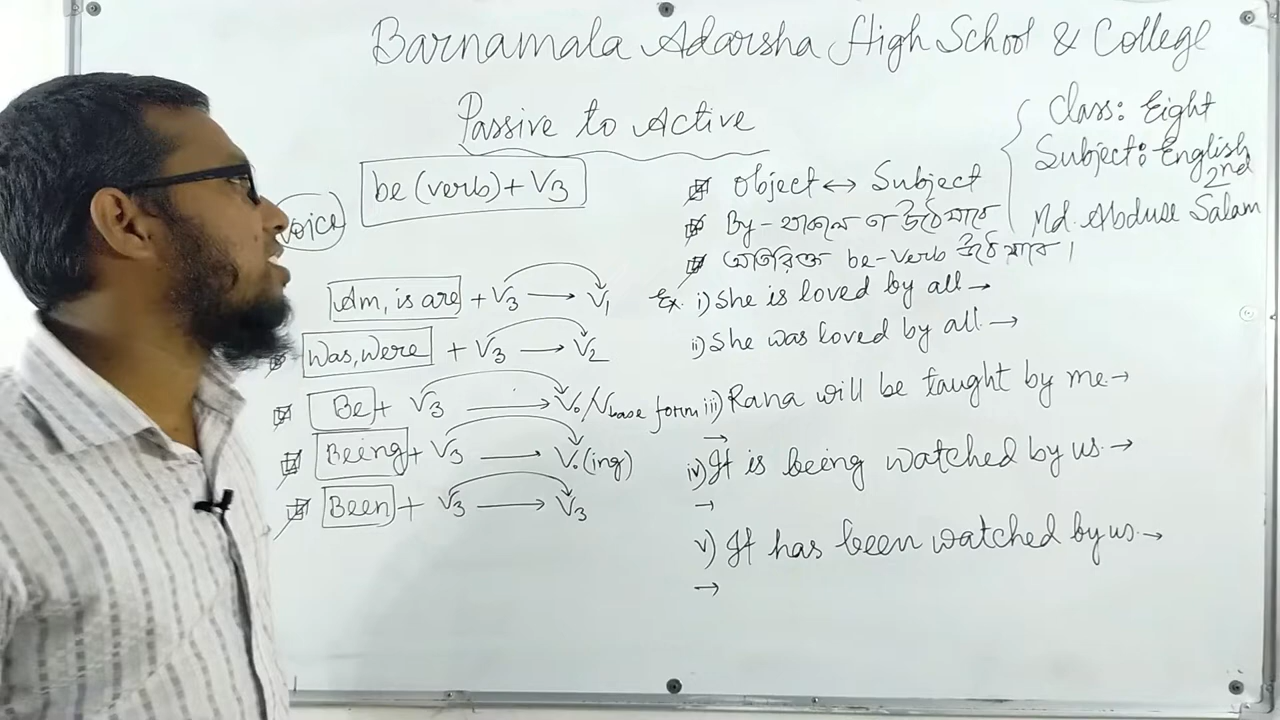 Barnamala Adarsha High School & College
Passive to Active
Class: Eight
Subject: English 2nd
Md. Abduse Salam
voice
be (verb) + V3
Object ↔ Subject
By - থাকলে তা উঠে যাবে
অতিরিক্ত be-verb উঠে যাবে।
Am, is are + V3 → V1
Was, were + V3 → V2
Be + V3 → V0/V base form
Being + V3 → V.(ing)
Been + V3 → V3
Ex. i) She is loved by all →
ii) She was loved by all →
iii) Rana will be taught by me →
→
iv) It is being watched by us. →
→
v) It has been watched by us. →
→